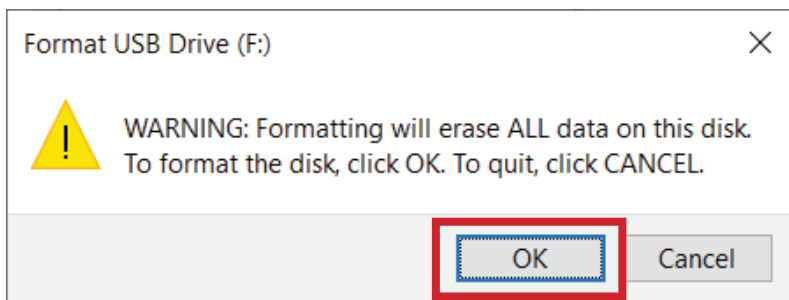 Format USB Drive (F:)
WARNING: Formatting will erase ALL data on this disk.
To format the disk, click OK. To quit, click CANCEL.
OK
Cancel